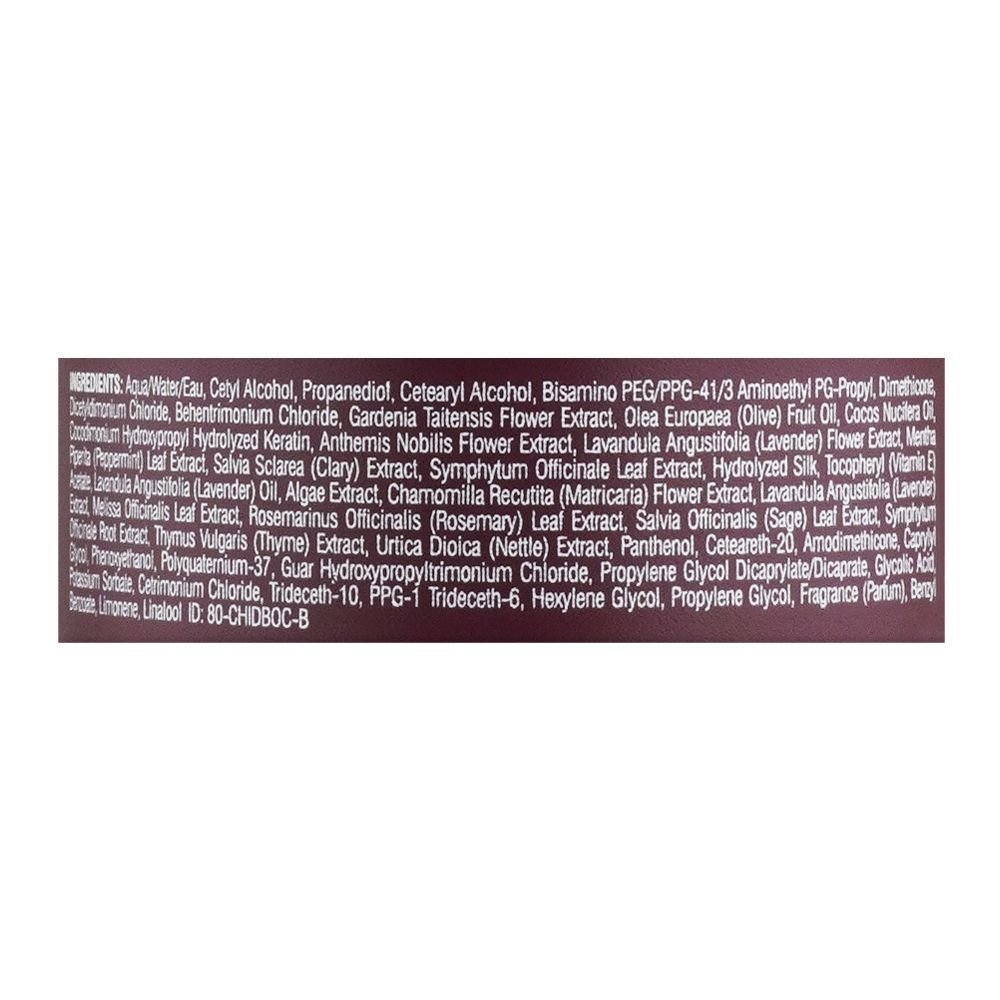 INGREDIENTS: Aqua/Water/Eau, Cetyl Alcohol, Propanediol, Cetearyl Alcohol, Bisamino PEG/PPG-41/3 Aminoethyl PG-Propyl, Dimethicone,
Dicetyldimonium Chloride, Behentrimonium Chloride, Gardenia Taitensis Flower Extract, Olea Europaea (Olive) Fruit Oil, Cocos Nucifera Oil,
Cocodimonium Hydroxypropyl Hydrolyzed Keratin, Anthemis Nobilis Flower Extract, Lavandula Angustifolia (Lavender) Flower Extract, Mentha
Piperita (Peppermint) Leaf Extract, Salvia Sclarea (Clary) Extract, Symphytum Officinale Leaf Extract, Hydrolyzed Silk, Tocopheryl (Vitamin E)
Acetate, Lavandula Angustifolia (Lavender) Oil, Algae Extract, Chamomilla Recutita (Matricaria) Flower Extract, Lavandula Angustifolia (Lavender)
Extract, Melissa Officinalis Leaf Extract, Rosemarinus Officinalis (Rosemary) Leaf Extract, Salvia Officinalis (Sage) Leaf Extract, Symphytum
Officinale Root Extract, Thymus Vulgaris (Thyme) Extract, Urtica Dioica (Nettle) Extract, Panthenol, Ceteareth-20, Amodimethicone, Caprylyl
Glycol, Phenoxyethanol, Polyquaternium-37, Guar Hydroxypropyltrimonium Chloride, Propylene Glycol Dicaprylate/Dicaprate, Glycolic Acid,
Potassium Sorbate, Cetrimonium Chloride, Trideceth-10, PPG-1 Trideceth-6, Hexylene Glycol, Propylene Glycol, Fragrance (Parfum), Benzyl
Benzoate, Limonene, Linalool ID: 80-CHIDBOC-B